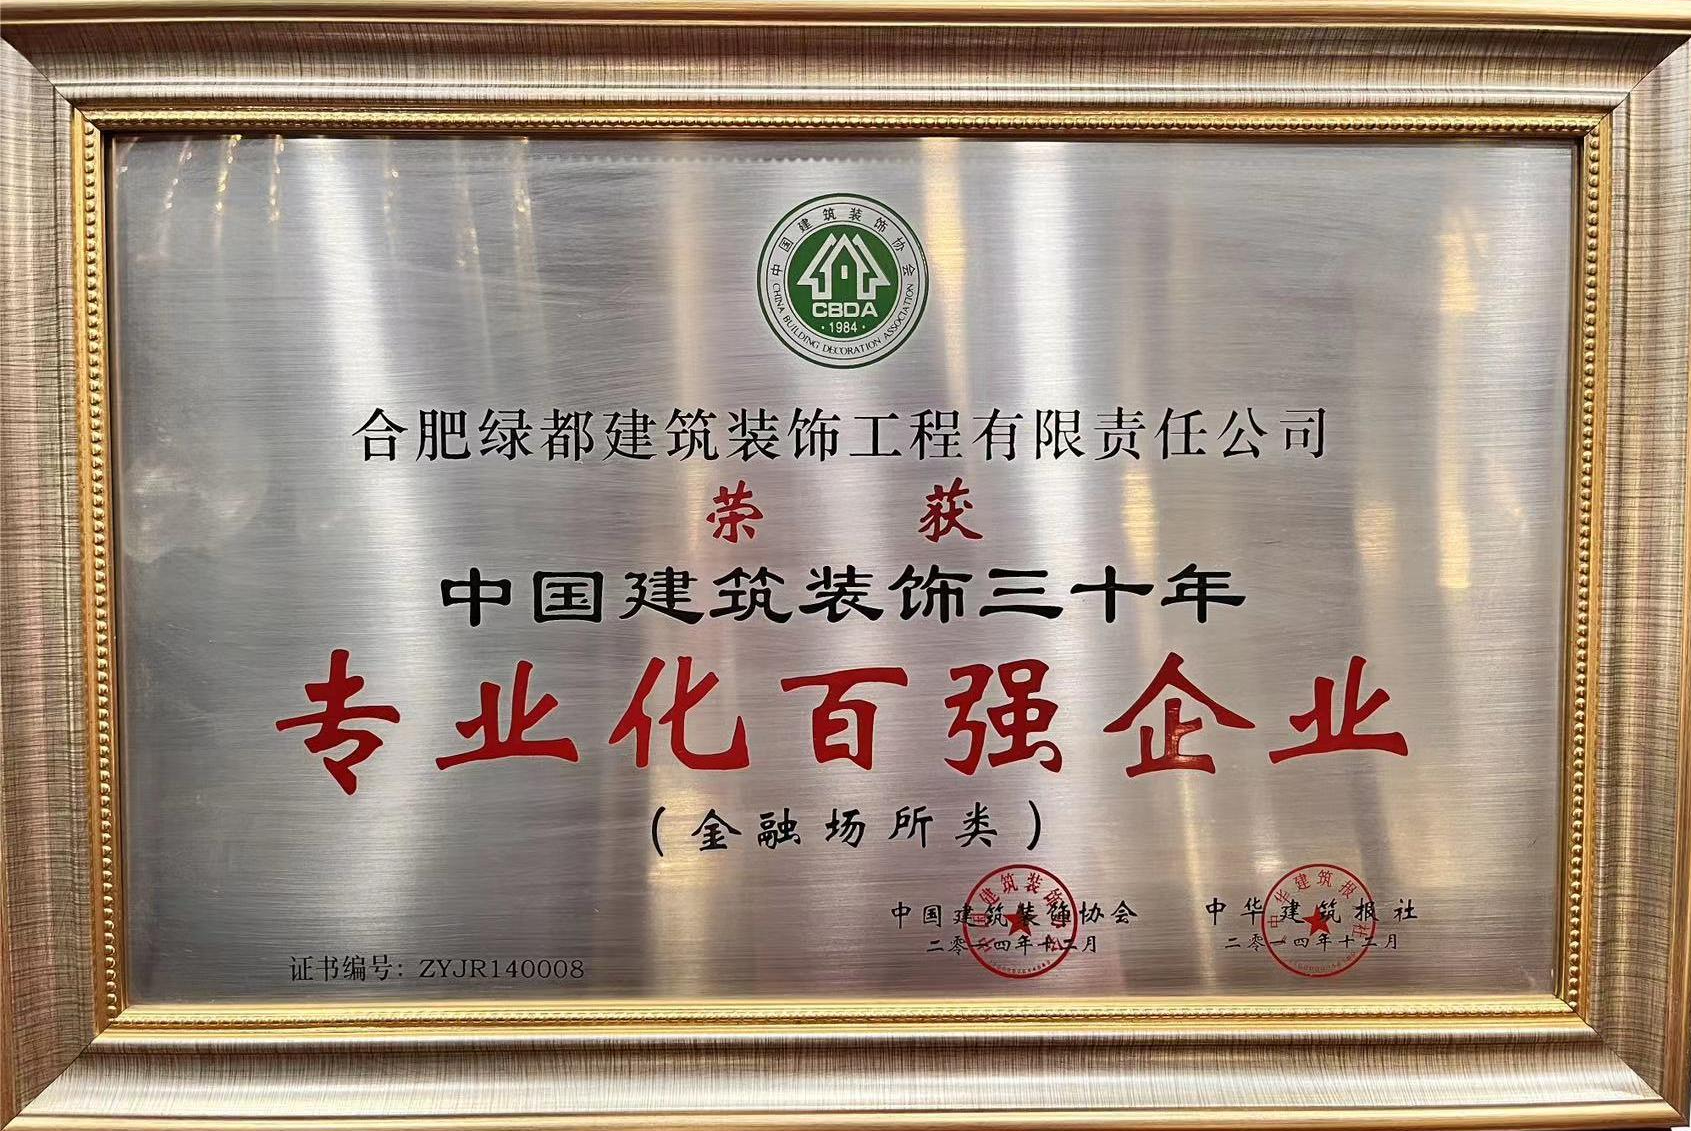 中国建筑装饰协会
CHINA BUILDING DECORATION ASSOCIATION
CBDA
·1984·
合肥绿都建筑装饰工程有限责任公司
荣获
中国建筑装饰三十年
专业化百强企业
（金融场所类）
中国建筑装饰协会
二零一四年十二月
中华建筑报社
二零一四年十二月
证书编号：ZYJR140008